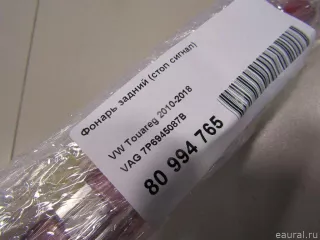 Фонарь задний (стоп сигнал)
VW Touareg 2010-2018
VAG 7P6945087B
80 994 765
eaural.ru